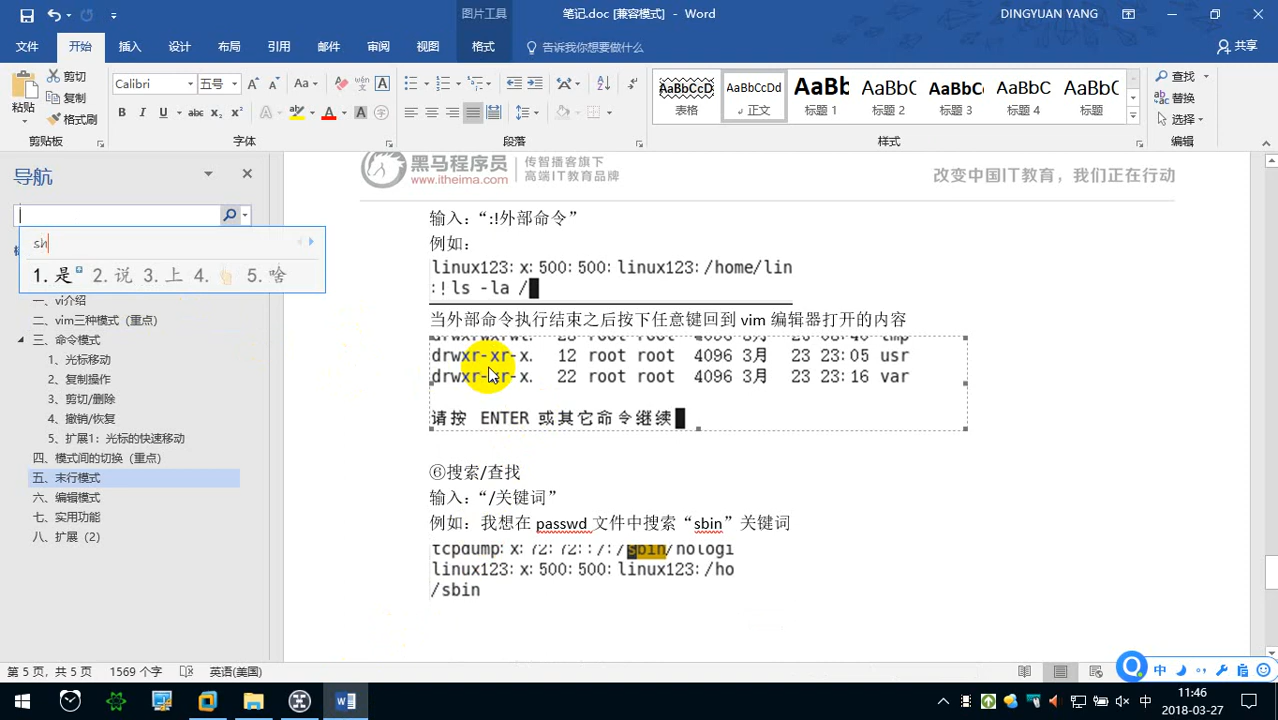 图片工具
笔记.doc [兼容模式] - Word
DINGYUAN YANG
文件 开始 插入 设计 布局 引用 邮件 审阅 视图 格式 告诉我你想要做什么 共享
粘贴 剪切 复制 格式刷
Calibri 五号
AaBbCcD 表格
AaBbCcDd 正文
AaBb 标题 1
AaBbC 标题 2
AaBbC 标题 3
AaBbC 标题 4
AaBbC 标题 5
查找 替换 选择
剪贴板 字体 段落 样式 编辑
导航
sh
1. 是 2. 说 3. 上 4. 5. 啥
一、vi介绍
二、vim三种模式（重点）
三、命令模式
1、光标移动
2、复制操作
3、剪切/删除
4、撤销/恢复
5、扩展1：光标的快速移动
四、模式间的切换（重点）
五、末行模式
六、编辑模式
七、实用功能
八、扩展（2）
黑马程序员
www.itheima.com
传智播客旗下
高端IT教育品牌
改变中国IT教育，我们正在行动
输入：“:!外部命令”
例如：
linux123:x:500:500:linux123:/home/lin
:!ls -la /
当外部命令执行结束之后按下任意键回到 vim 编辑器打开的内容
drwxr-xr-x. 12 root root 4096 3月 23 23:05 usr
drwxr-xr-x. 22 root root 4096 3月 23 23:16 var
请按 ENTER 或其它命令继续
⑥搜索/查找
输入：“/关键词”
例如：我想在 passwd 文件中搜索“sbin”关键词
tcpdump:x:72:72::/:/sbin/nologi
linux123:x:500:500:linux123:/ho
/sbin
第 5 页，共 5 页 1569 个字 英语(美国)
中
中
11:46
2018-03-27